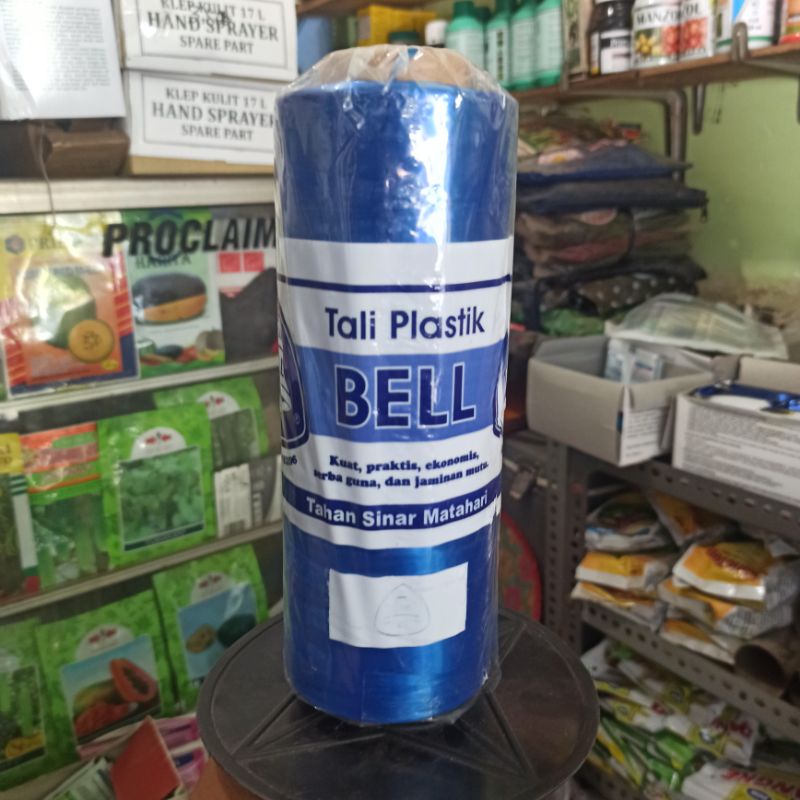 KLEP KULIT 17 L
HAND SPRAYER
SPARE PART
KLEP KULIT 17 L
HAND SPRAYER
SPARE PART
MANZOCOL
PROCLAIM
Tali Plastik
BELL
Kuat, praktis, ekonomis,
serba guna, dan jaminan mutu.
Tahan Sinar Matahari